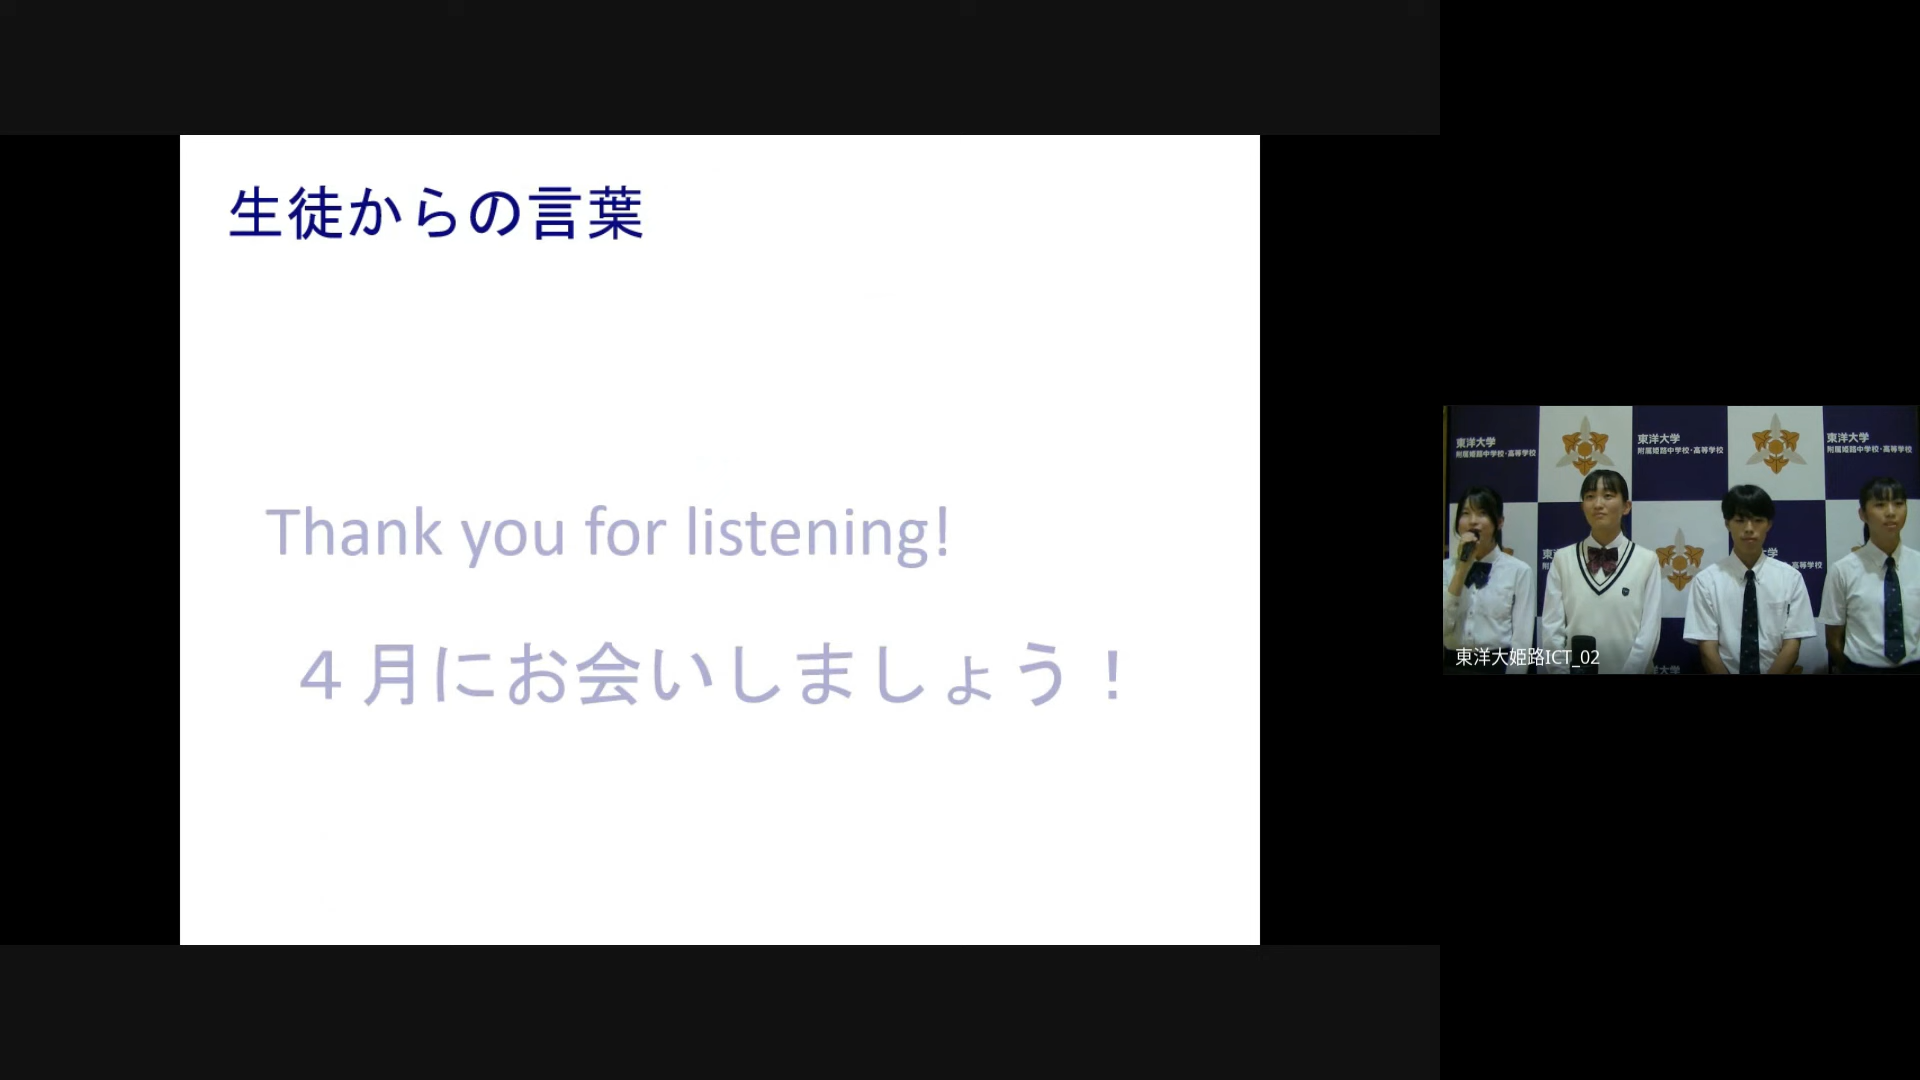 生徒からの言葉
Thank you for listening!
４月にお会いしましょう！
東洋大学
附属姫路中学校・高等学校
東洋大学
附属姫路中学校・高等学校
東洋大学
附属姫路中学校・高等学校
東洋大姫路ICT_02